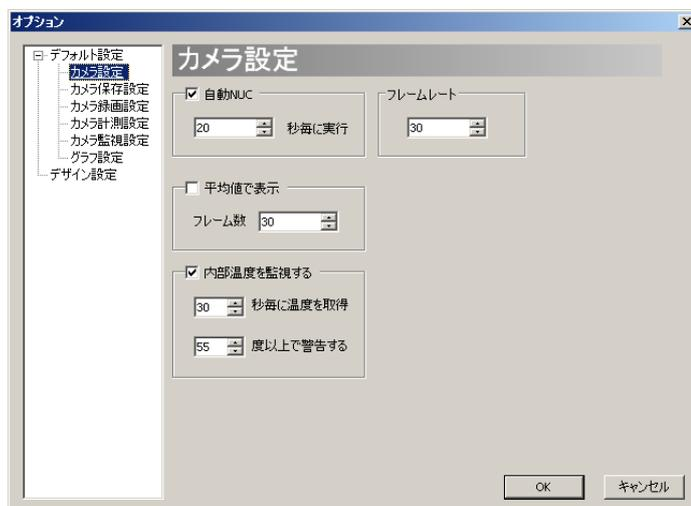 オプション
デフォルト設定
カメラ設定
カメラ保存設定
カメラ録画設定
カメラ計測設定
カメラ監視設定
グラフ設定
デザイン設定
カメラ設定
自動NUC
20 秒毎に実行
フレームレート
30
平均値で表示
フレーム数 30
内部温度を監視する
30 秒毎に温度を取得
55 度以上で警告する
OK キャンセル